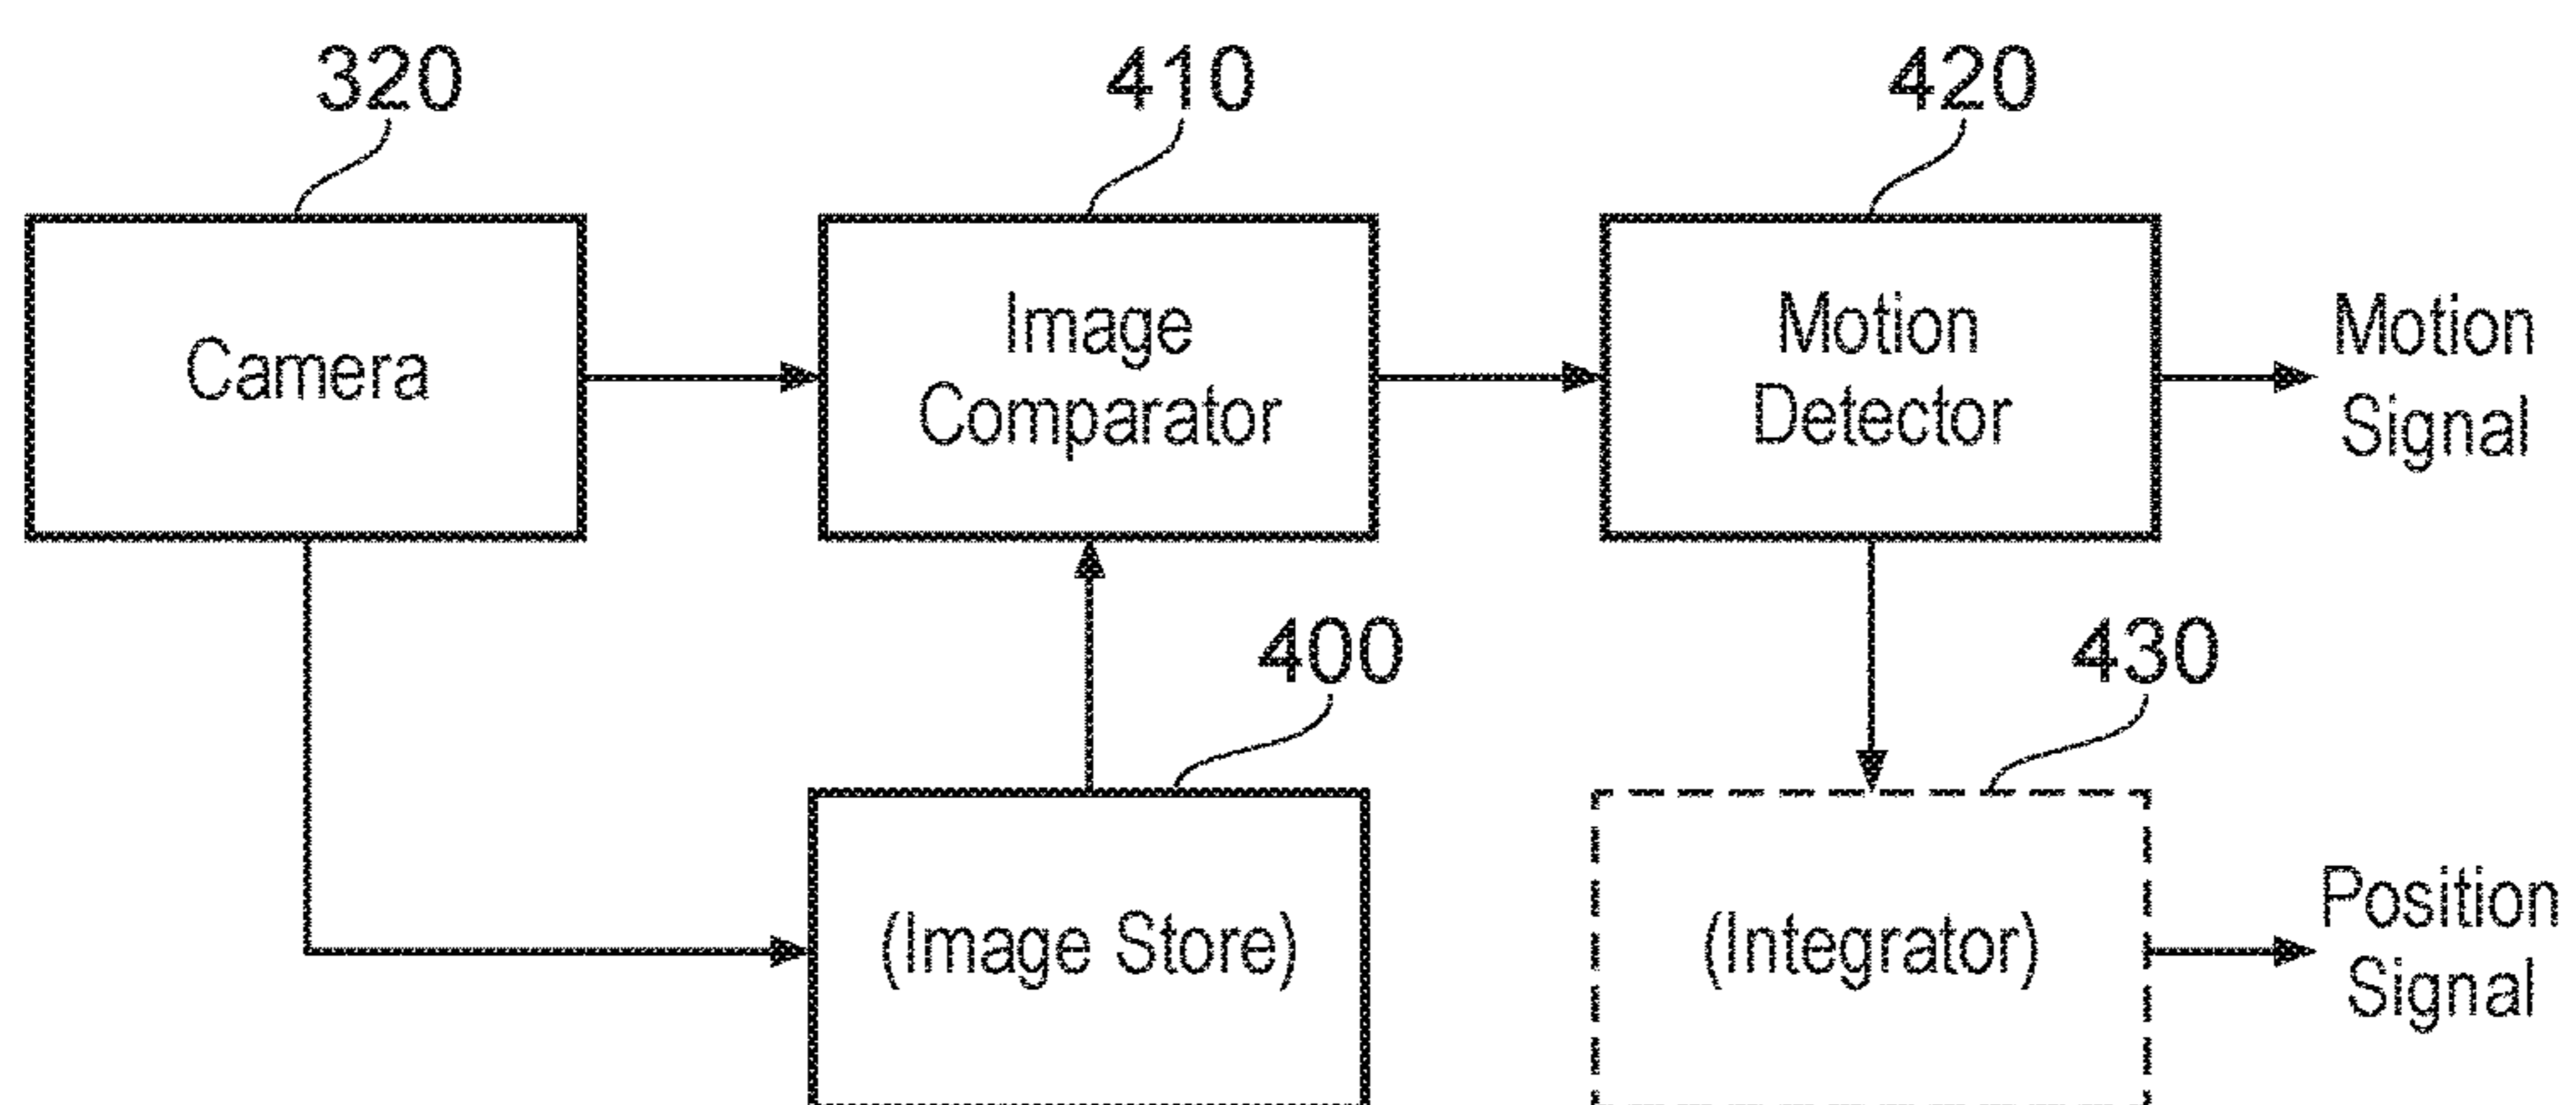 320
410
420
Camera
Image
Comparator
Motion
Detector
Motion
Signal
400
430
(Image Store)
(Integrator)
Position
Signal